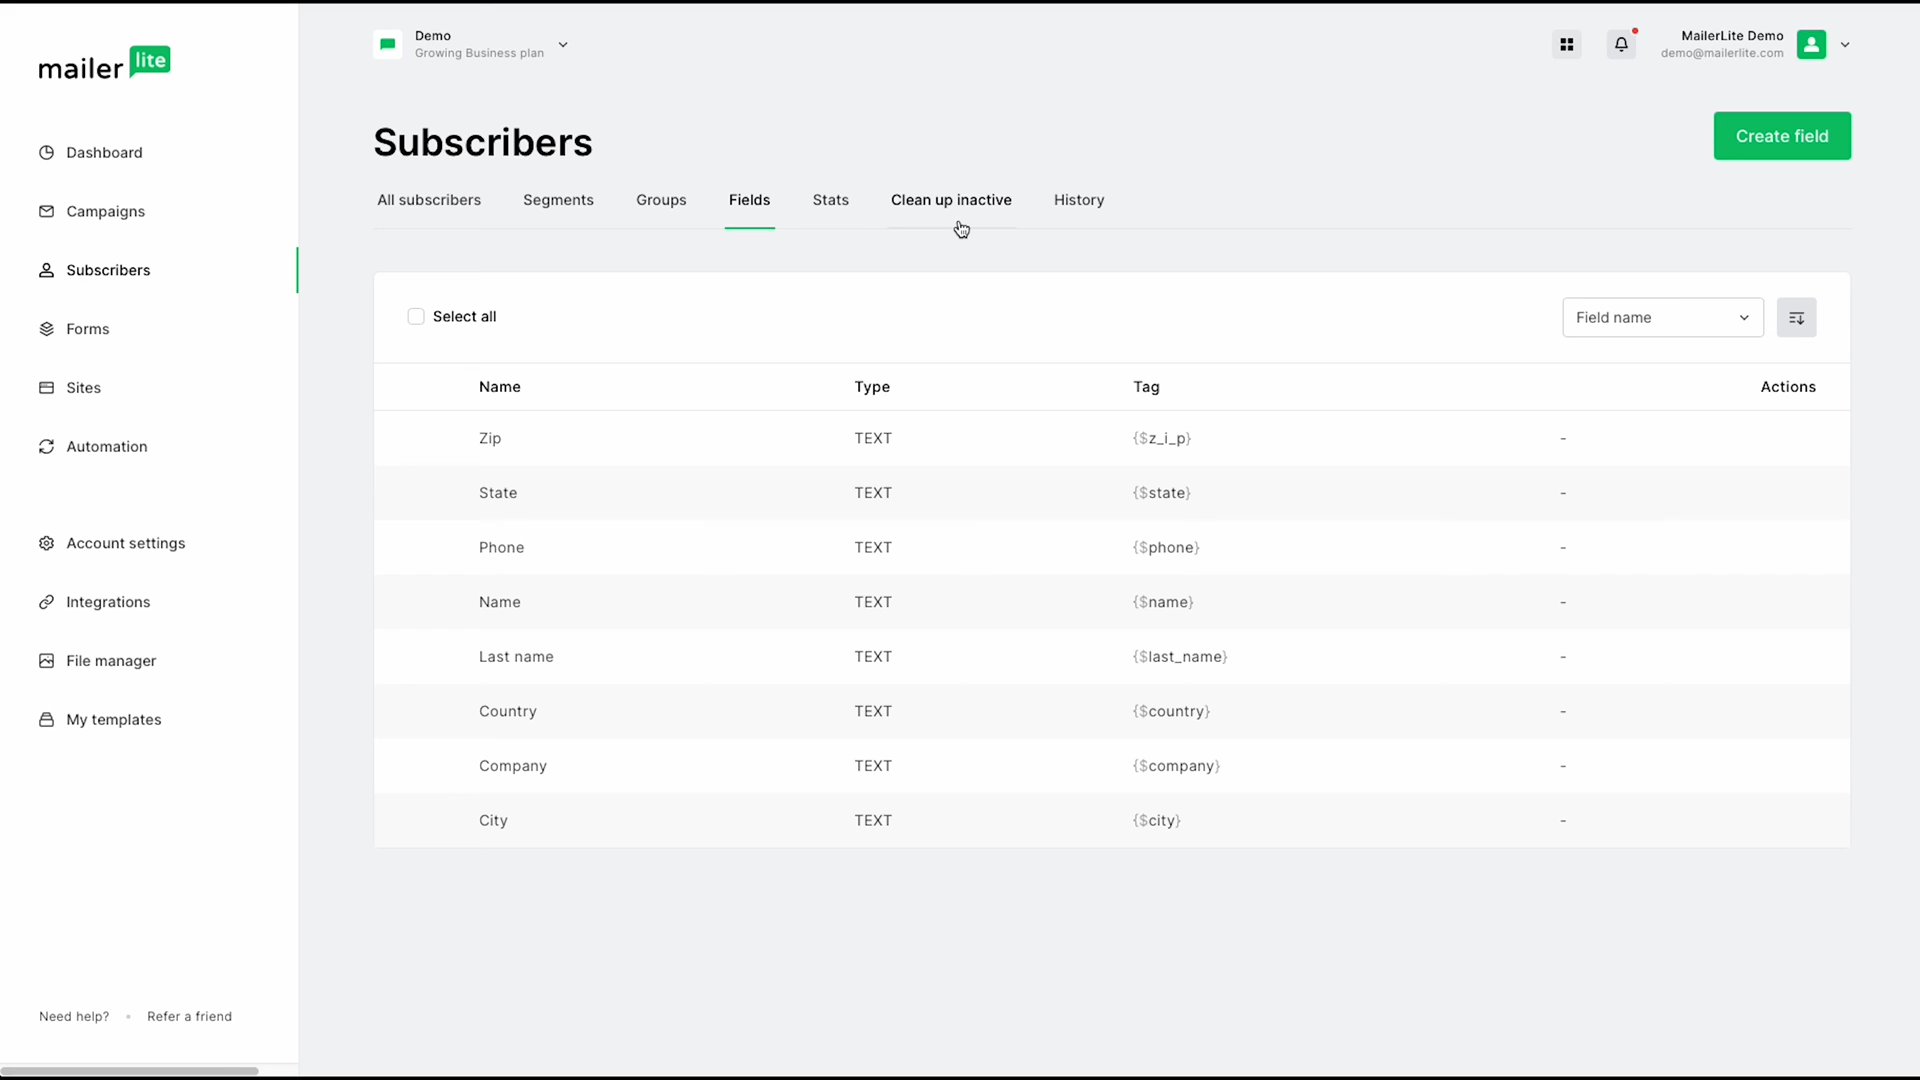 mailer lite
Dashboard
Campaigns
Subscribers
Forms
Sites
Automation
Account settings
Integrations
File manager
My templates
Need help? • Refer a friend
Demo
Growing Business plan
MailerLite Demo
demo@mailerlite.com
Subscribers
Create field
All subscribers Segments Groups Fields Stats Clean up inactive History
Select all
Field name
Name Type Tag Actions
Zip TEXT {$z_i_p} -
State TEXT {$state} -
Phone TEXT {$phone} -
Name TEXT {$name} -
Last name TEXT {$last_name} -
Country TEXT {$country} -
Company TEXT {$company} -
City TEXT {$city} -